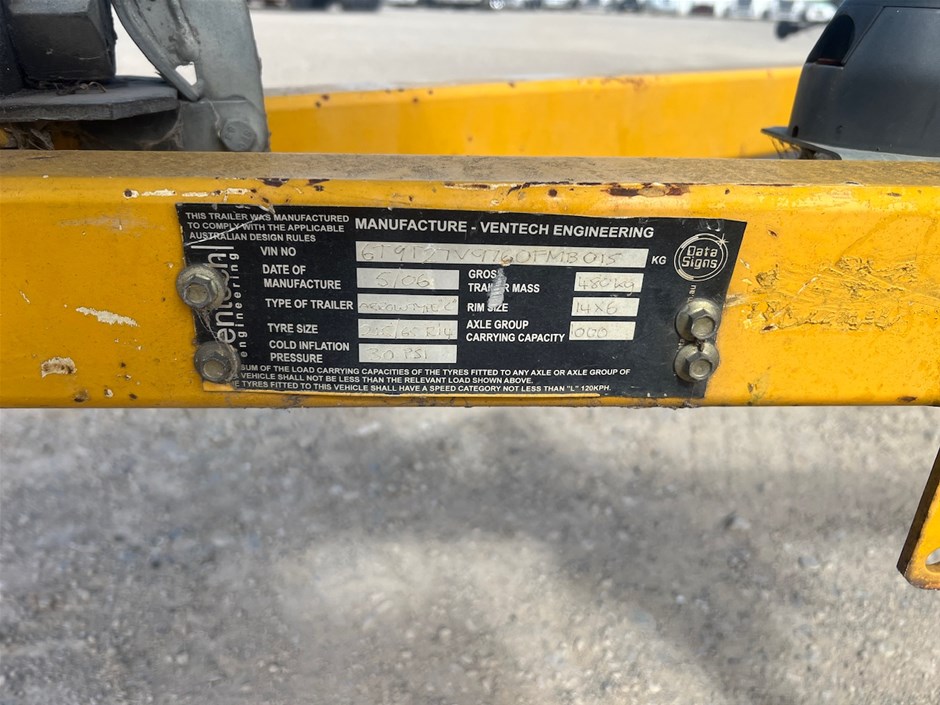 THIS TRAILER WAS MANUFACTURED
TO COMPLY WITH THE APPLICABLE
AUSTRALIAN DESIGN RULES
MANUFACTURE - VENTECH ENGINEERING
VIN NO
KG
DATE OF
MANUFACTURE
5/06
GROSS
TRAILER MASS
480kg
TYPE OF TRAILER
RIM SIZE
14x6
TYRE SIZE
R14
AXLE GROUP
CARRYING CAPACITY
1000
COLD INFLATION
PRESSURE
30 PSI
SUM OF THE LOAD CARRYING CAPACITIES OF THE TYRES FITTED TO ANY AXLE OR AXLE GROUP OF
VEHICLE SHALL NOT BE LESS THAN THE RELEVANT LOAD SHOWN ABOVE.
TYRES FITTED TO THIS VEHICLE SHALL HAVE A SPEED CATEGORY NOT LESS THAN "L" 120KPH.
engineering
Data
Signs